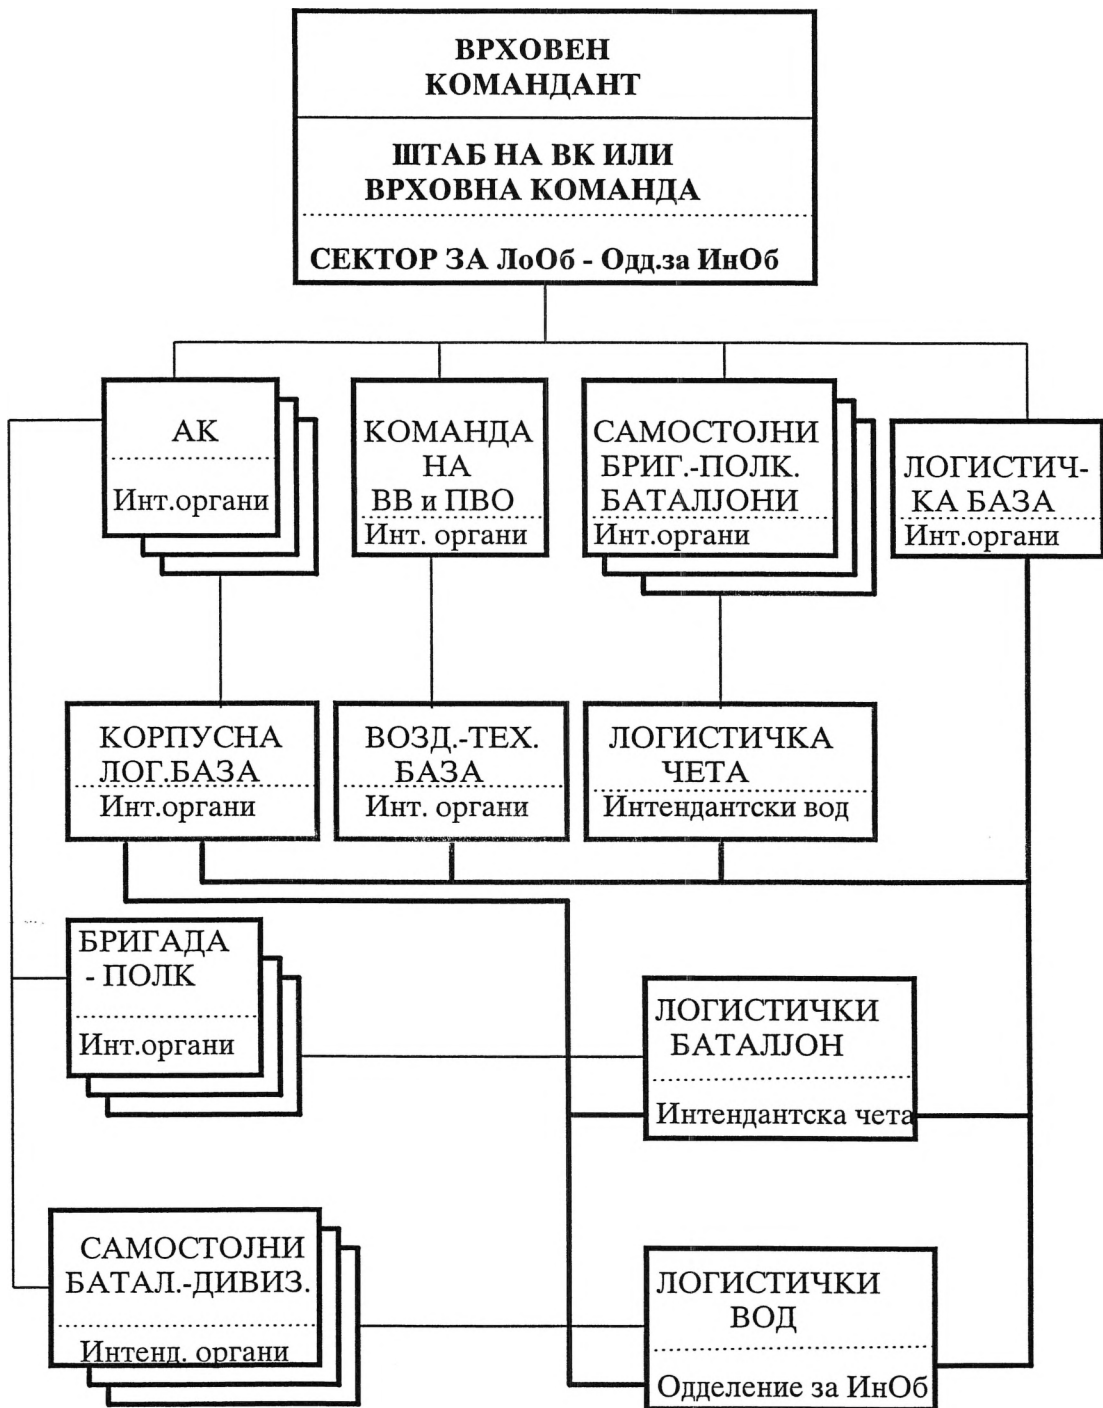 ВРХОВЕН
КОМАНДАНТ
ШТАБ НА ВК ИЛИ
ВРХОВНА КОМАНДА
СЕКТОР ЗА ЛоОб - Одд.за ИнОб
АК
Инт.органи
КОМАНДА
НА
ВВ и ПВО
Инт. органи
САМОСТОЈНИ
БРИГ.-ПОЛК.
БАТАЛЈОНИ
Инт.органи
ЛОГИСТИЧ-
КА БАЗА
Инт.органи
КОРПУСНА
ЛОГ.БАЗА
Инт.органи
ВОЗД.-ТЕХ.
БАЗА
Инт. органи
ЛОГИСТИЧКА
ЧЕТА
Интендантски вод
БРИГАДА
- ПОЛК
Инт.органи
ЛОГИСТИЧКИ
БАТАЛЈОН
Интендантска чета
САМОСТОЈНИ
БАТАЛ.-ДИВИЗ.
Интенд. органи
ЛОГИСТИЧКИ
ВОД
Одделение за ИнОб